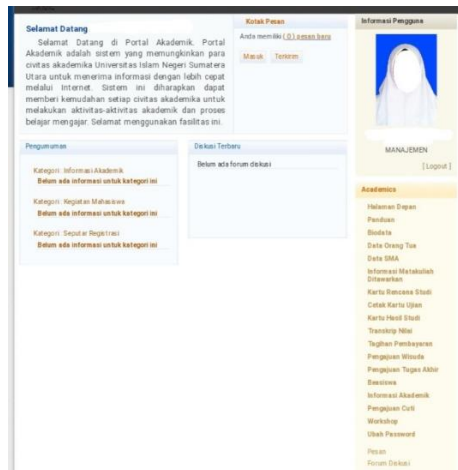 Selamat Datang
Selamat Datang di Portal Akademik. Portal
Akademik adalah sistem yang memungkinkan para
civitas akademika Universitas Islam Negeri Sumatera
Utara untuk menerima informasi dengan lebih cepat
melalui Internet. Sistem ini diharapkan dapat
memberi kemudahan setiap civitas akademika untuk
melakukan aktivitas-aktivitas akademik dan proses
belajar mengajar. Selamat menggunakan fasilitas ini.
Kotak Pesan
Anda memiliki ( 0 ) pesan baru
Masuk Terkirim
Pengumuman
Kategori: Informasi Akademik
Belum ada informasi untuk kategori ini
Kategori: Kegiatan Mahasiswa
Belum ada informasi untuk kategori ini
Kategori: Seputar Registrasi
Belum ada informasi untuk kategori ini
Diskusi Terbaru
Belum ada forum diskusi
Informasi Pengguna
MANAJEMEN
[ Logout ]
Academics
Halaman Depan
Panduan
Biodata
Data Orang Tua
Data SMA
Informasi Matakuliah
Ditawarkan
Kartu Rencana Studi
Cetak Kartu Ujian
Kartu Hasil Studi
Transkrip Nilai
Tagihan Pembayaran
Pengajuan Wisuda
Pengajuan Tugas Akhir
Beasiswa
Informasi Akademik
Pengajuan Cuti
Workshop
Ubah Password
Pesan
Forum Diskusi